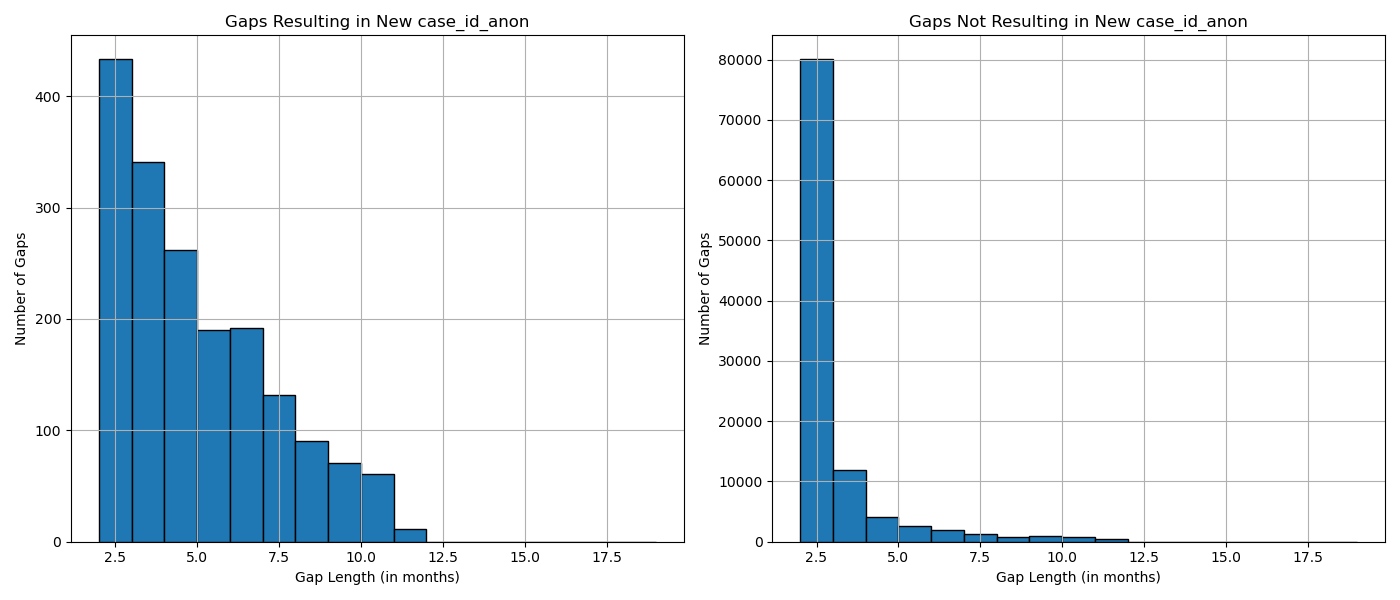 Gaps Resulting in New case_id_anon
Number of Gaps
400
300
200
100
0
2.5 5.0 7.5 10.0 12.5 15.0 17.5
Gap Length (in months)
Gaps Not Resulting in New case_id_anon
Number of Gaps
80000
70000
60000
50000
40000
30000
20000
10000
0
2.5 5.0 7.5 10.0 12.5 15.0 17.5
Gap Length (in months)